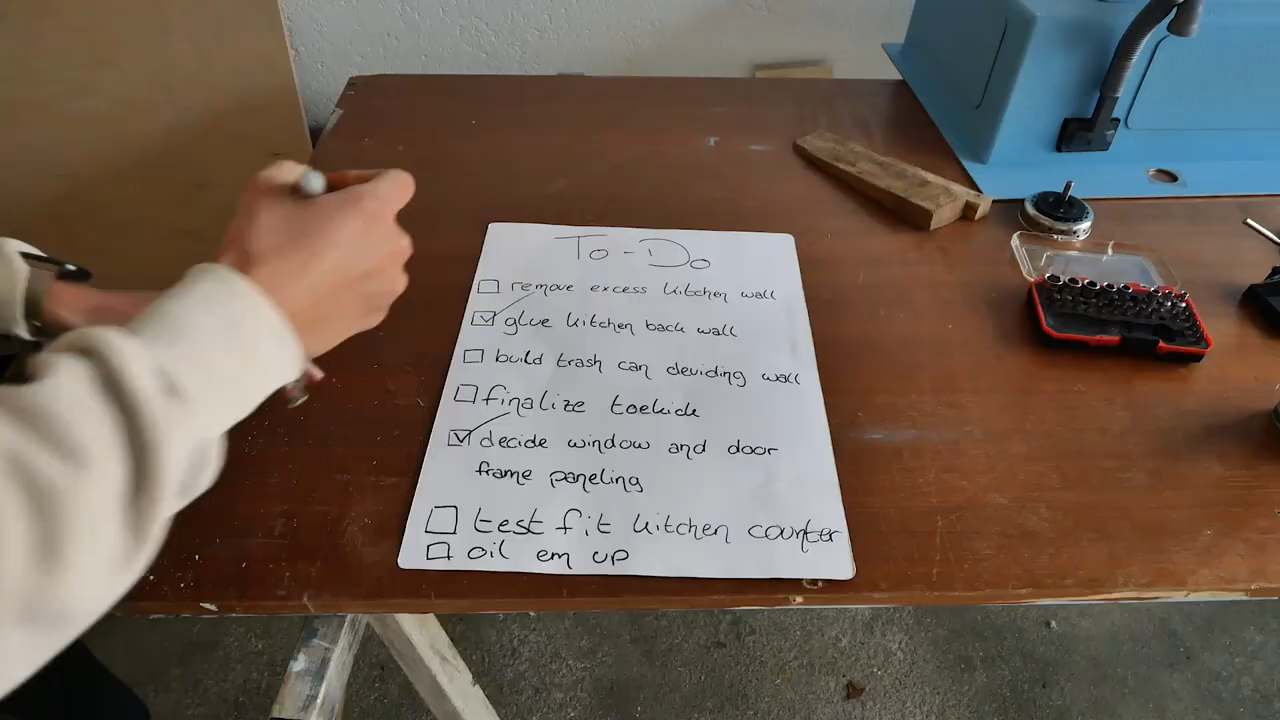 To-Do
remove excess kitchen wall
glue kitchen back wall
build trash can deviding wall
finalize toekick
decide window and door
frame paneling
test fit kitchen counter
oil em up